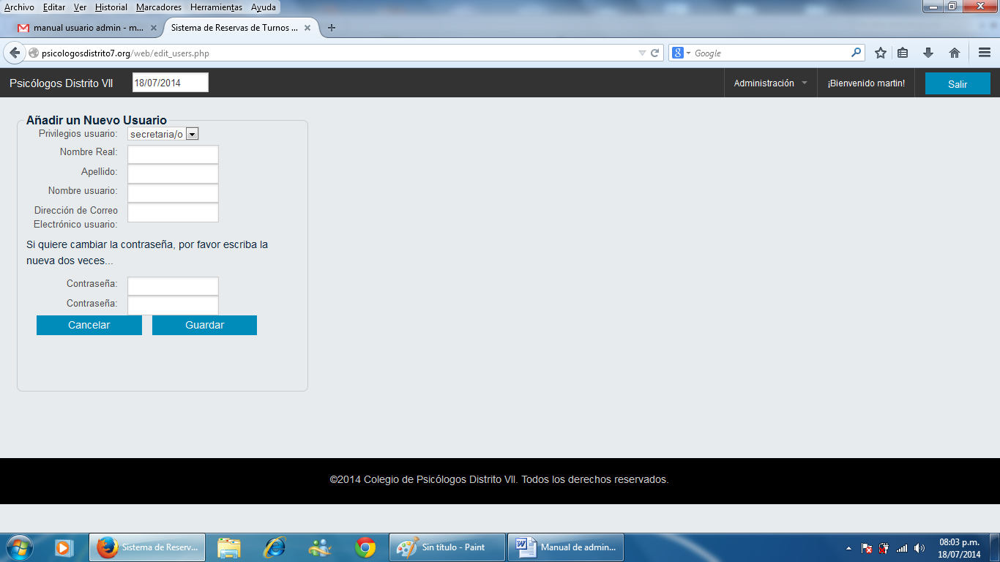 Archivo Editar Ver Historial Marcadores Herramientas Ayuda
manual usuario admin - m...
Sistema de Reservas de Turnos ...
psicologosdistrito7.org/web/edit_users.php
Google
Psicólogos Distrito VII
18/07/2014
Administración
¡Bienvenido martin!
Salir
Añadir un Nuevo Usuario
Privilegios usuario: secretaria/o
Nombre Real:
Apellido:
Nombre usuario:
Dirección de Correo
Electrónico usuario:
Si quiere cambiar la contraseña, por favor escriba la
nueva dos veces...
Contraseña:
Contraseña:
Cancelar Guardar
©2014 Colegio de Psicólogos Distrito VII. Todos los derechos reservados.
Sistema de Reserv...
Sin título - Paint
Manual de admin...
08:03 p.m.
18/07/2014